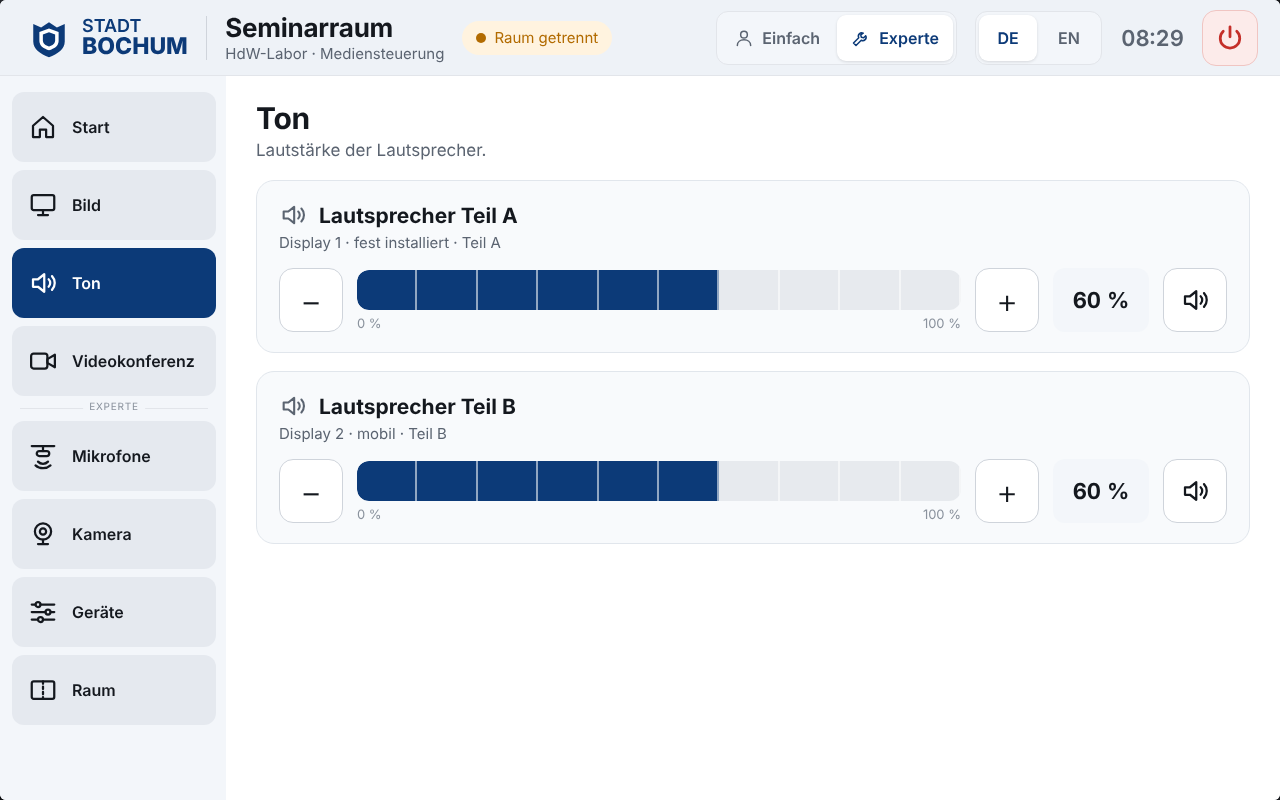 STADT
BOCHUM
Seminarraum
HdW-Labor · Mediensteuerung
Raum getrennt
Einfach
Experte
DE
EN
08:29
Start
Bild
Ton
Videokonferenz
EXPERTE
Mikrofone
Kamera
Geräte
Raum
Ton
Lautstärke der Lautsprecher.
Lautsprecher Teil A
Display 1 · fest installiert · Teil A
−
+
60 %
0 %
100 %
Lautsprecher Teil B
Display 2 · mobil · Teil B
−
+
60 %
0 %
100 %